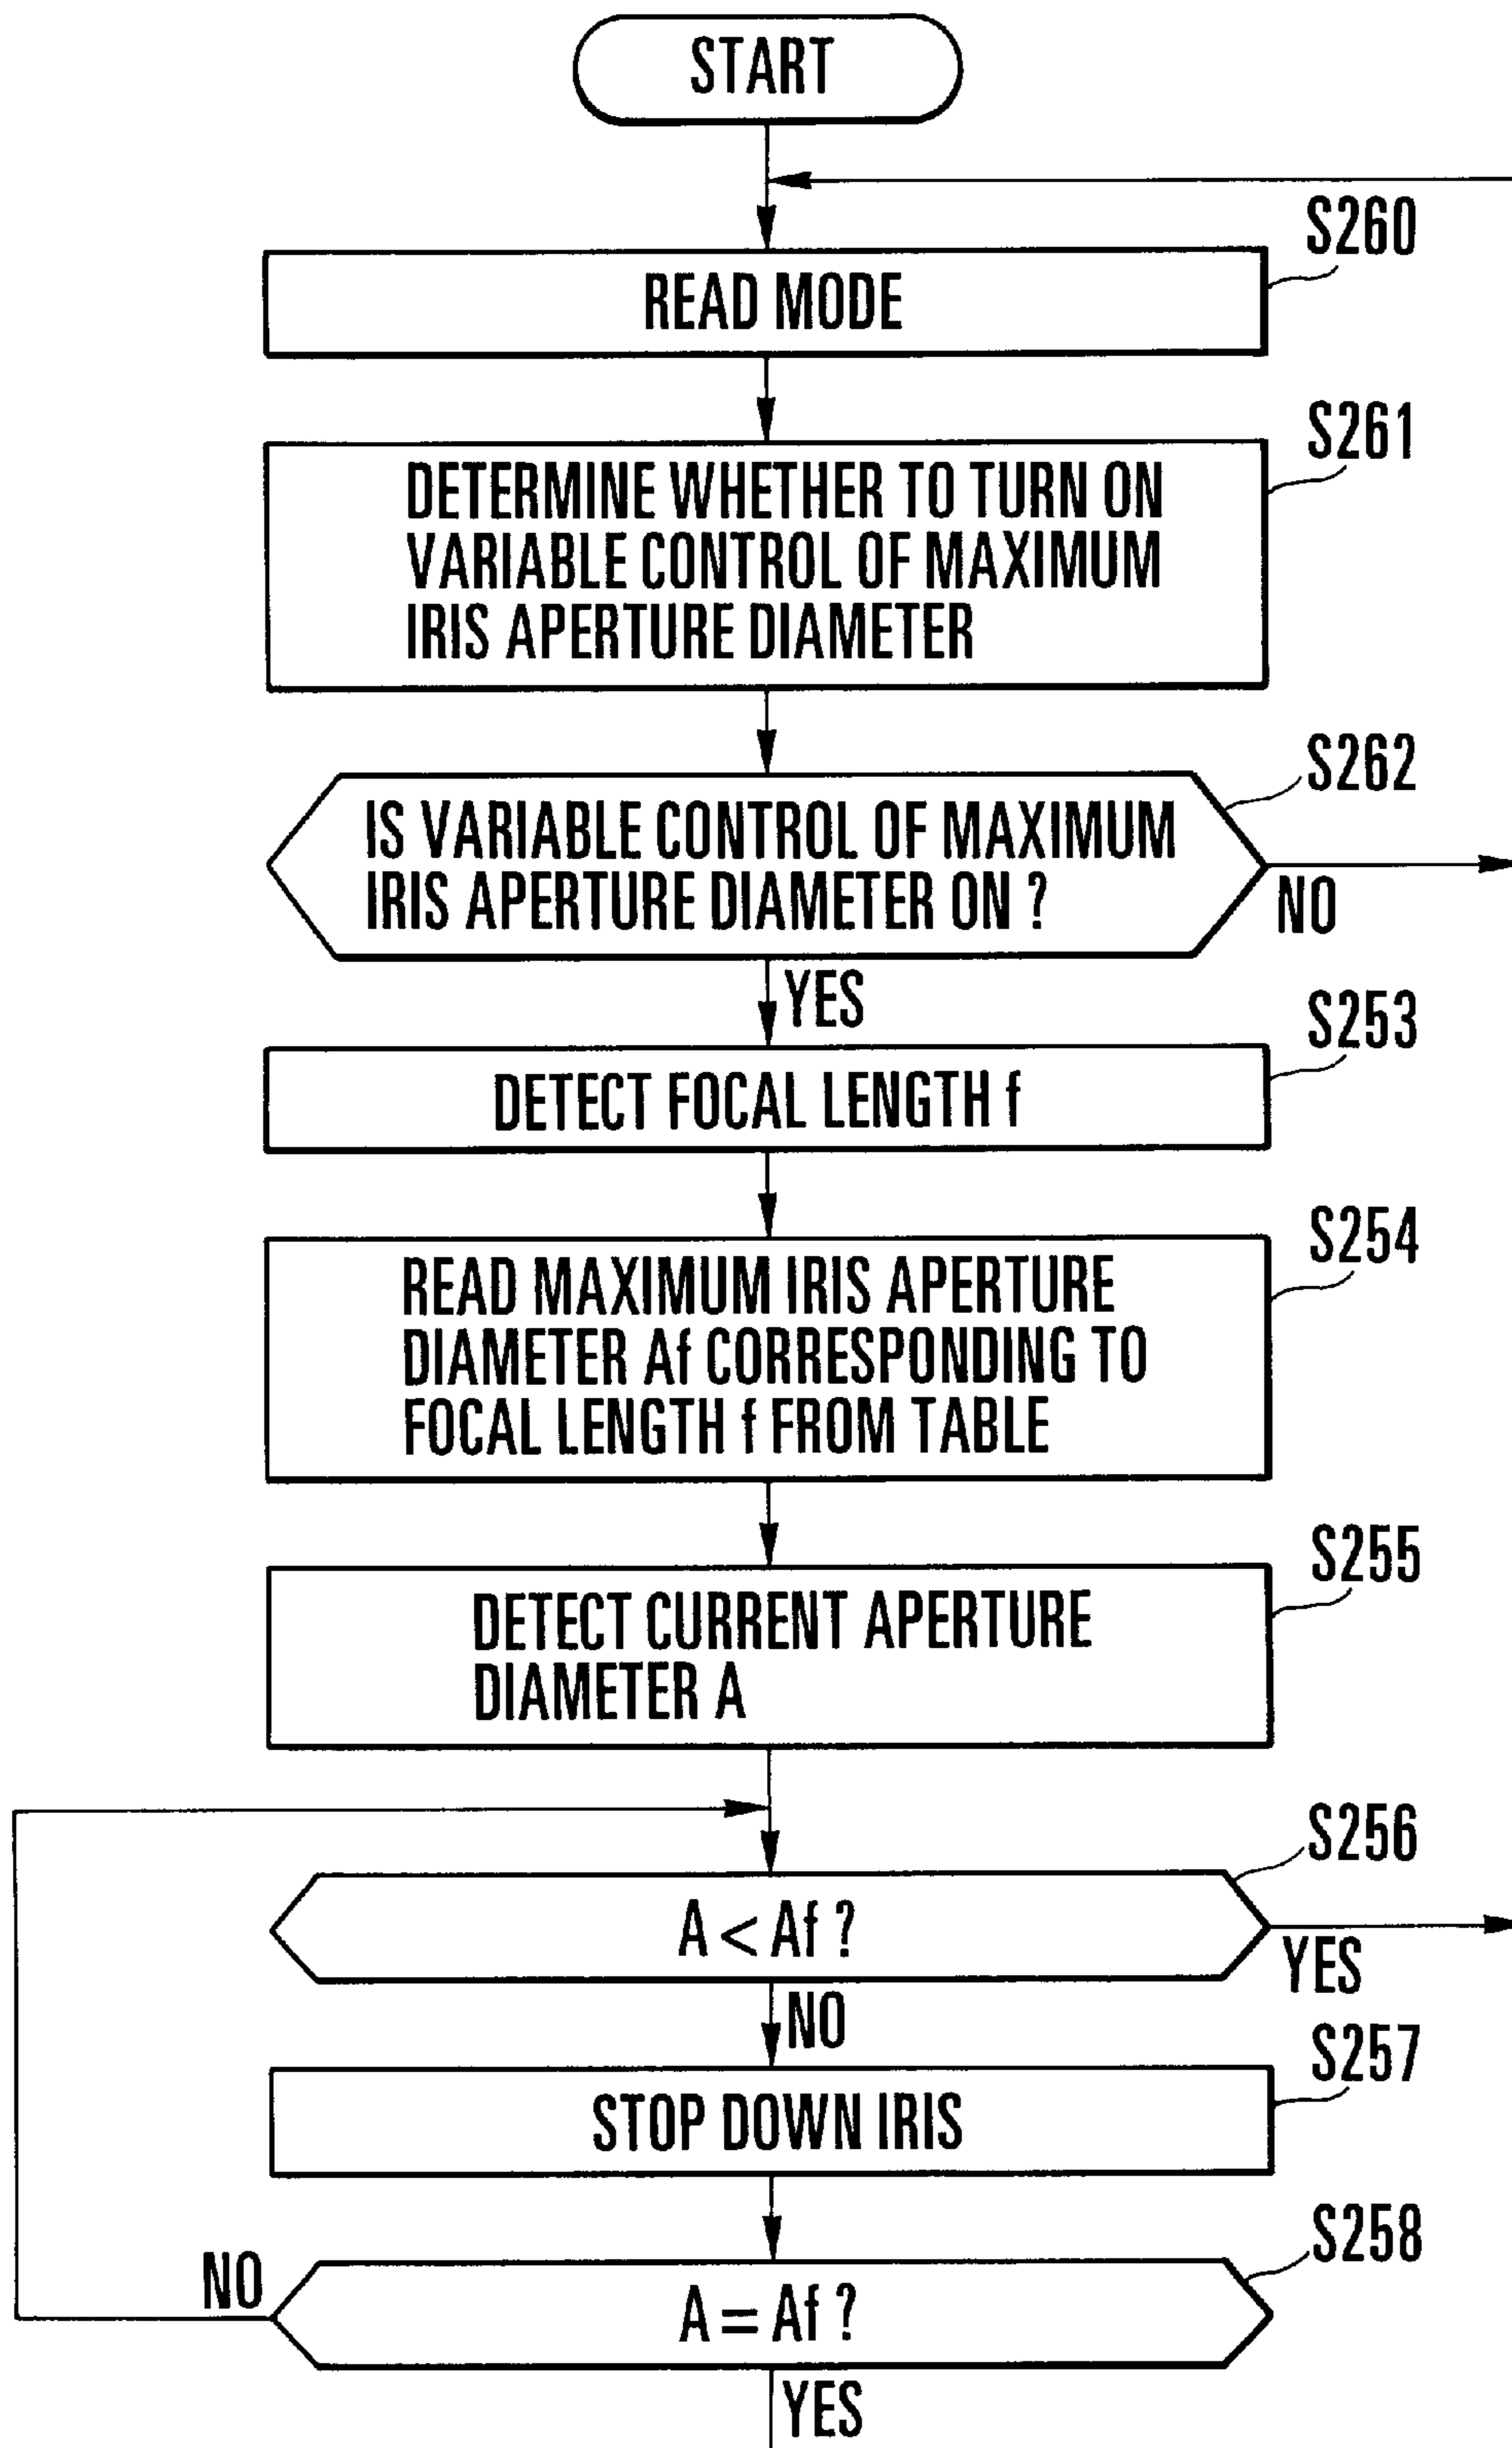 START
S260
READ MODE
S261
DETERMINE WHETHER TO TURN ON
VARIABLE CONTROL OF MAXIMUM
IRIS APERTURE DIAMETER
S262
IS VARIABLE CONTROL OF MAXIMUM
IRIS APERTURE DIAMETER ON ?
NO
YES
S253
DETECT FOCAL LENGTH f
S254
READ MAXIMUM IRIS APERTURE
DIAMETER Af CORRESPONDING TO
FOCAL LENGTH f FROM TABLE
S255
DETECT CURRENT APERTURE
DIAMETER A
S256
A < Af ?
YES
NO
S257
STOP DOWN IRIS
S258
NO
A = Af ?
YES